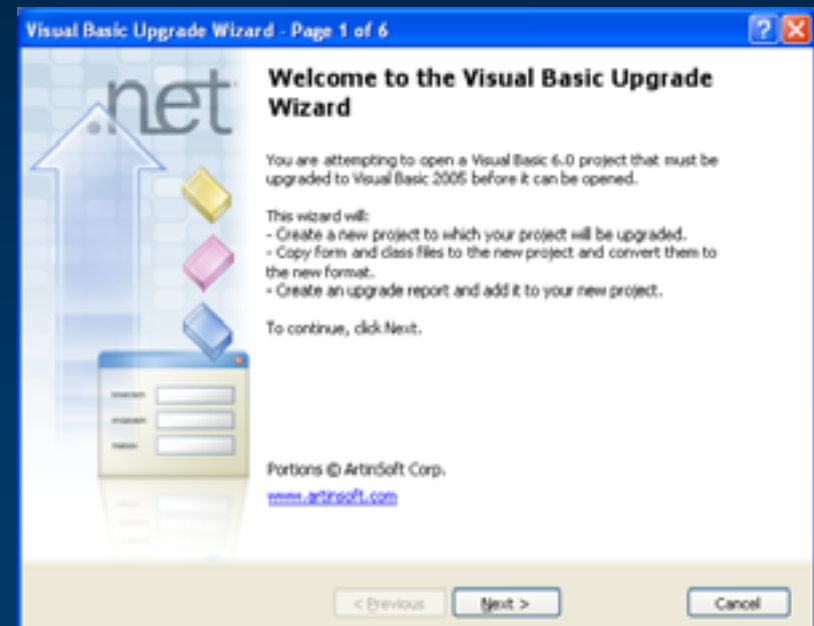 Visual Basic Upgrade Wizard - Page 1 of 6
.net
Welcome to the Visual Basic Upgrade
Wizard
You are attempting to open a Visual Basic 6.0 project that must be
upgraded to Visual Basic 2005 before it can be opened.
This wizard will:
- Create a new project to which your project will be upgraded.
- Copy form and class files to the new project and convert them to
the new format.
- Create an upgrade report and add it to your new project.
To continue, click Next.
Portions © ArtinSoft Corp.
www.artinsoft.com
< Previous
Next >
Cancel